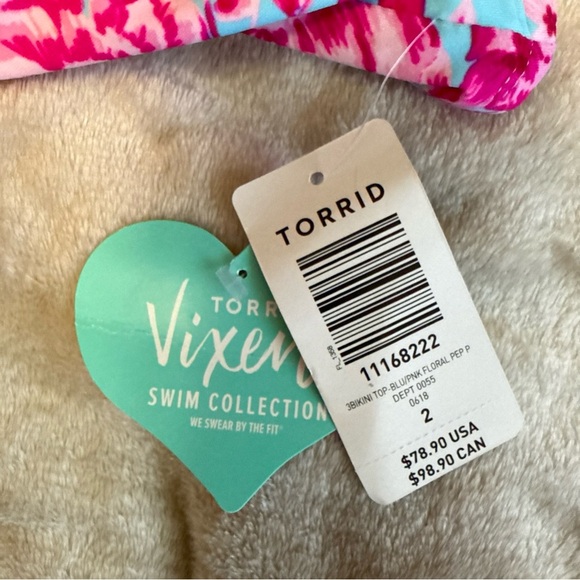 TORRID
FL_1358
11168222
3BIKINI TOP-BLU/PNK FLORAL PEP P
DEPT 0055
0618
2
$78.90 USA
$98.90 CAN
TORR
Vixen
SWIM COLLECTION
WE SWEAR BY THE FIT®